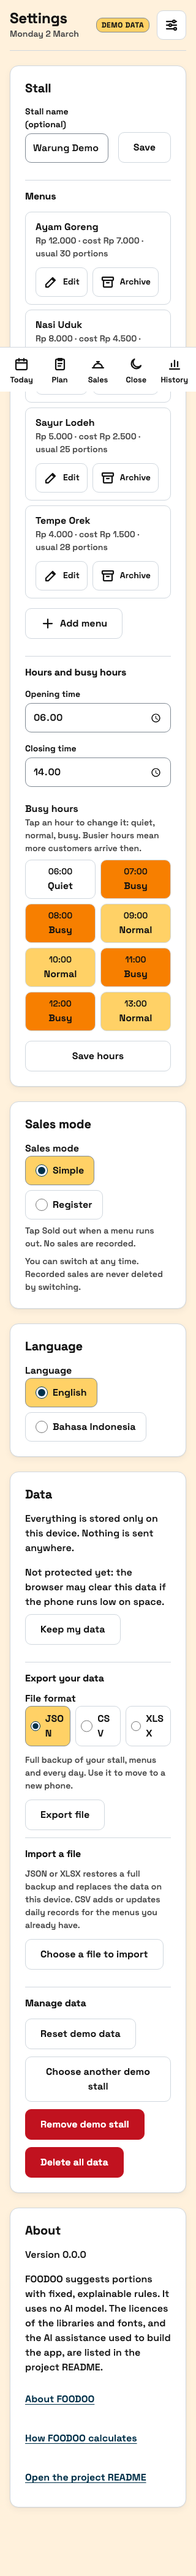 Settings
Monday 2 March
DEMO DATA
Stall
Stall name
(optional)
Warung Demo
Save
Menus
Ayam Goreng
Rp 12.000 · cost Rp 7.000 ·
usual 30 portions
Edit
Archive
Nasi Uduk
Rp 8.000 · cost Rp 4.500 ·
Today
Plan
Sales
Close
History
Sayur Lodeh
Rp 5.000 · cost Rp 2.500 ·
usual 25 portions
Edit
Archive
Tempe Orek
Rp 4.000 · cost Rp 1.500 ·
usual 28 portions
Edit
Archive
Add menu
Hours and busy hours
Opening time
06.00
Closing time
14.00
Busy hours
Tap an hour to change it: quiet,
normal, busy. Busier hours mean
more customers arrive then.
06:00
Quiet
07:00
Busy
08:00
Busy
09:00
Normal
10:00
Normal
11:00
Busy
12:00
Busy
13:00
Normal
Save hours
Sales mode
Sales mode
Simple
Register
Tap Sold out when a menu runs
out. No sales are recorded.
You can switch at any time.
Recorded sales are never deleted
by switching.
Language
Language
English
Bahasa Indonesia
Data
Everything is stored only on
this device. Nothing is sent
anywhere.
Not protected yet: the
browser may clear this data if
the phone runs low on space.
Keep my data
Export your data
File format
JSO
N
CS
V
XLS
X
Full backup of your stall, menus
and every day. Use it to move to a
new phone.
Export file
Import a file
JSON or XLSX restores a full
backup and replaces the data on
this device. CSV adds or updates
daily records for the menus you
already have.
Choose a file to import
Manage data
Reset demo data
Choose another demo
stall
Remove demo stall
Delete all data
About
Version 0.0.0
FOODOO suggests portions
with fixed, explainable rules. It
uses no AI model. The licences
of the libraries and fonts, and
the AI assistance used to build
the app, are listed in the
project README.
About FOODOO
How FOODOO calculates
Open the project README